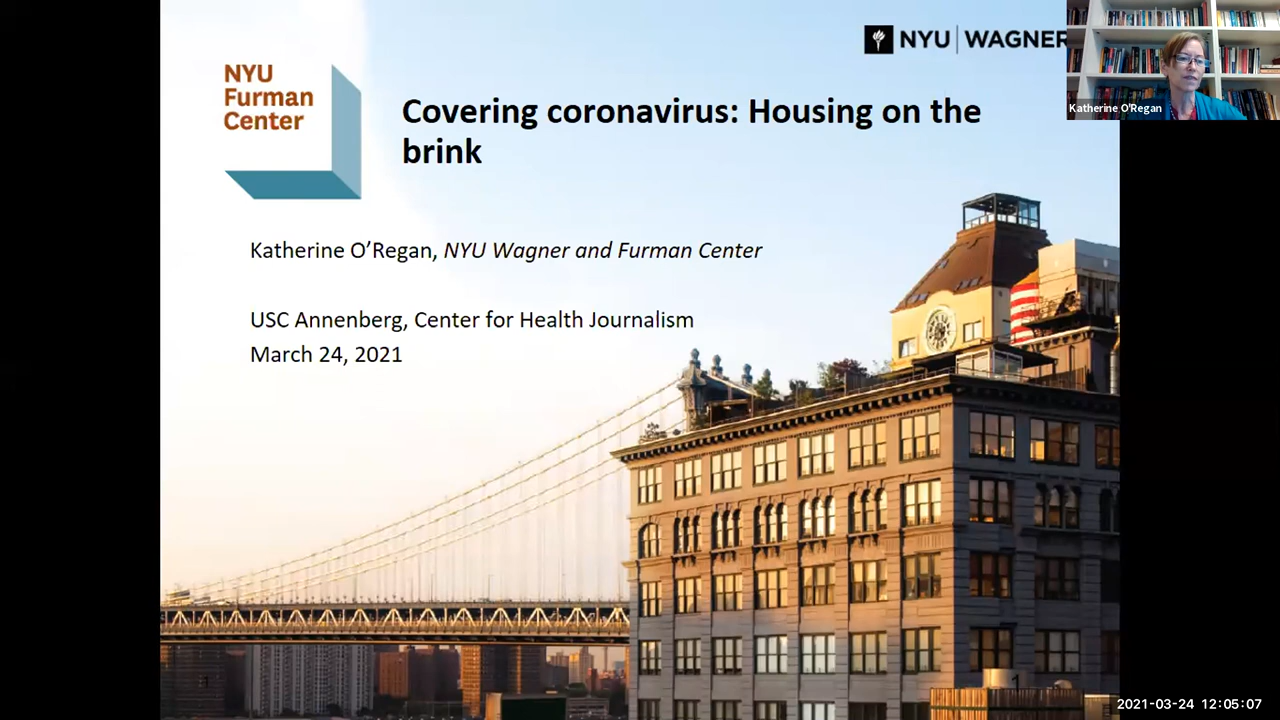 NYU | WAGNER
NYU
Furman
Center
Covering coronavirus: Housing on the
brink
Katherine O'Regan
Katherine O’Regan, NYU Wagner and Furman Center
USC Annenberg, Center for Health Journalism
March 24, 2021
1
2021-03-24 12:05:07